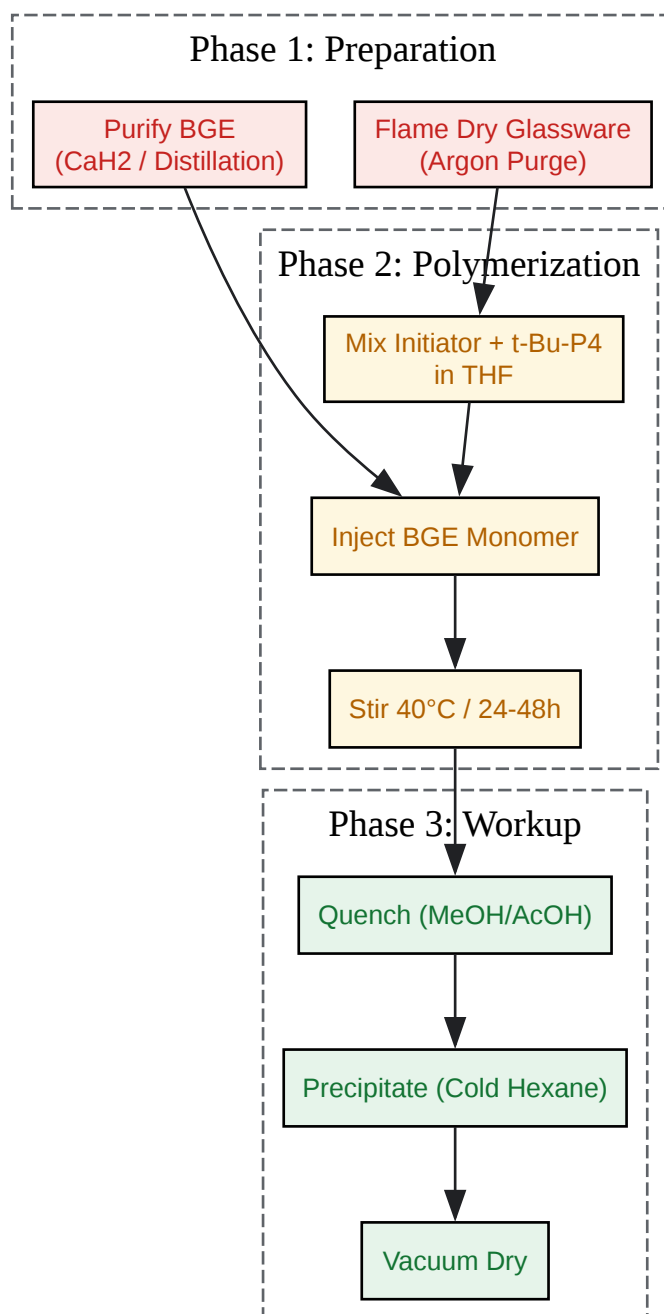 Phase 1: Preparation
Purify BGE
(CaH2 / Distillation)
Flame Dry Glassware
(Argon Purge)
Phase 2: Polymerization
Mix Initiator + t-Bu-P4
in THF
Inject BGE Monomer
Stir 40°C / 24-48h
Phase 3: Workup
Quench (MeOH/AcOH)
Precipitate (Cold Hexane)
Vacuum Dry